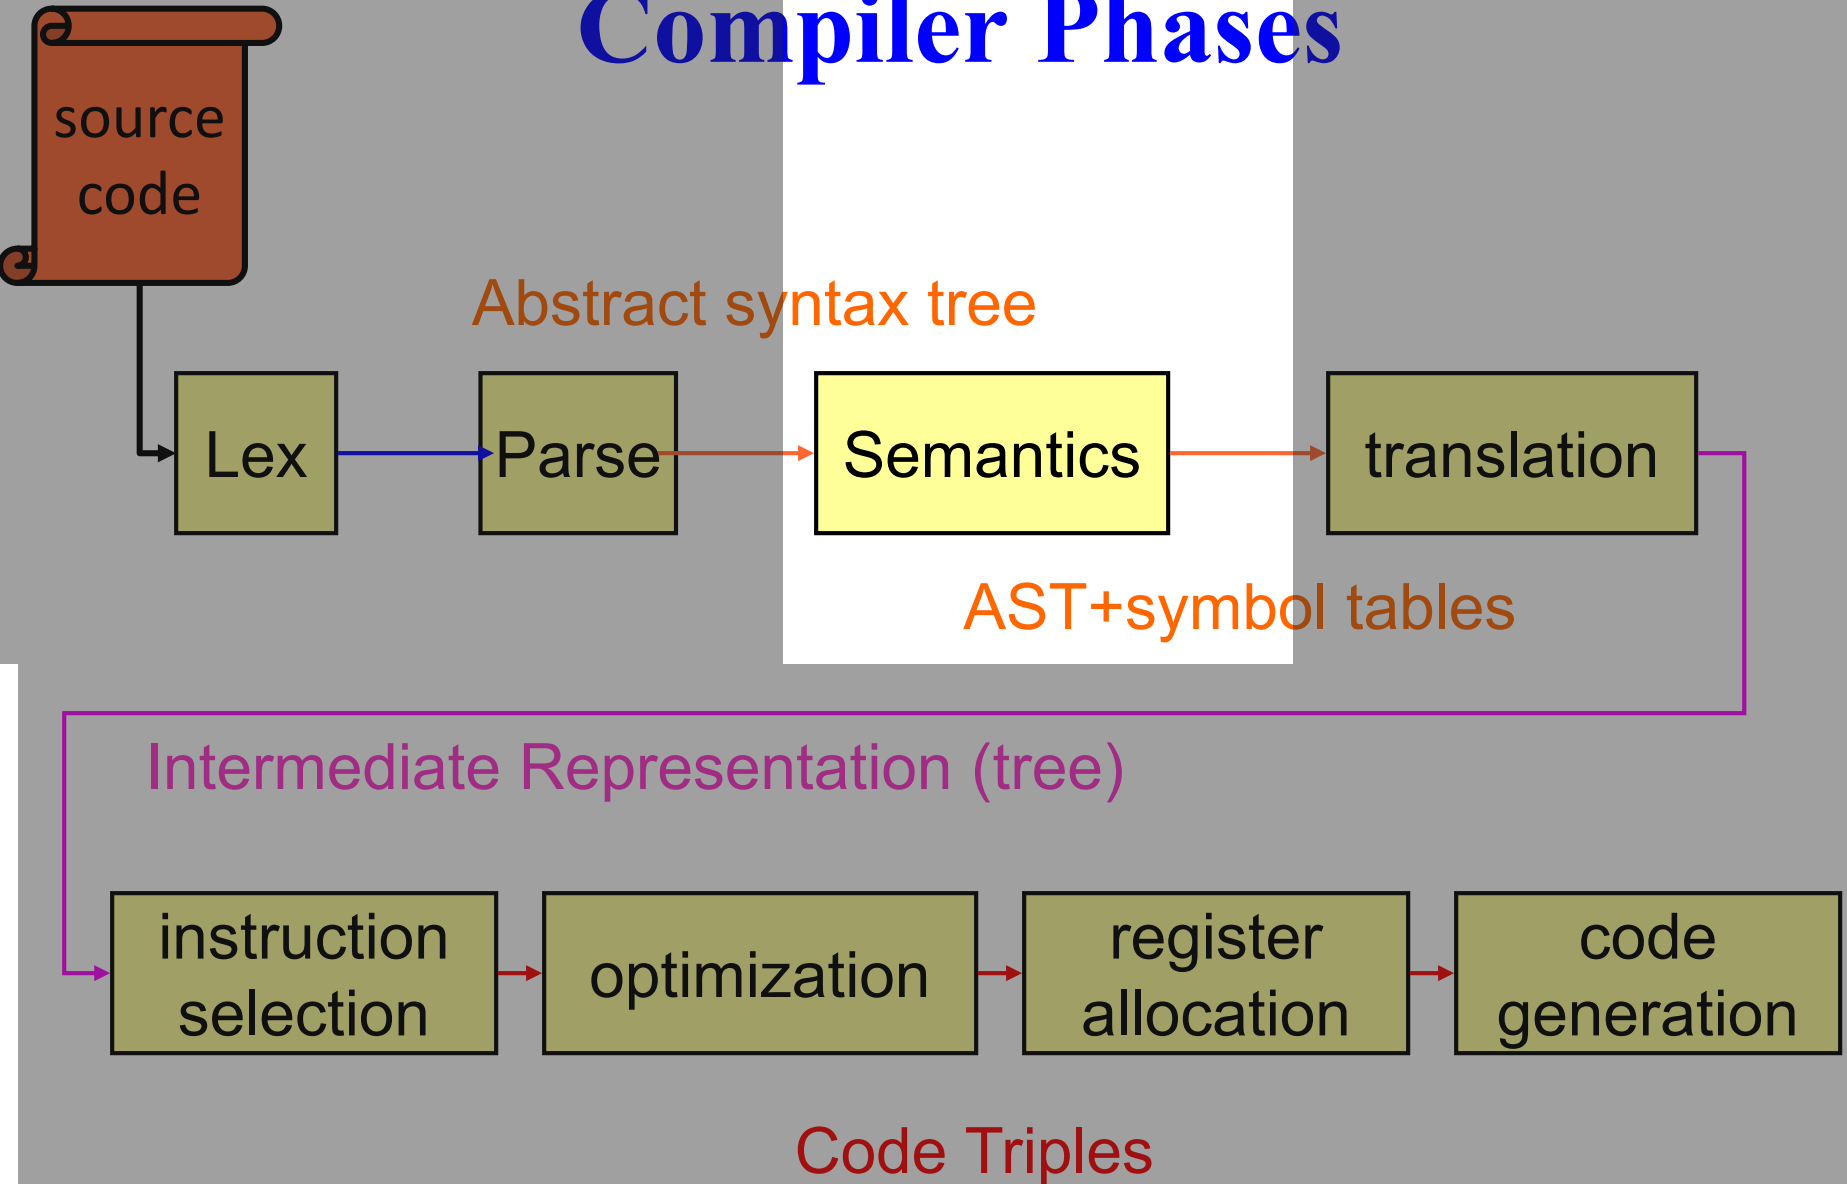 Compiler Phases
source
code
Abstract syntax tree
Lex
Parse
Semantics
translation
AST+symbol tables
Intermediate Representation (tree)
instruction
selection
optimization
register
allocation
code
generation
Code Triples